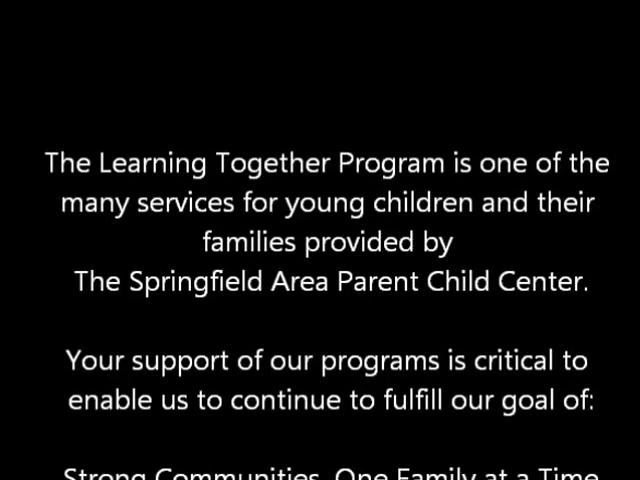 The Learning Together Program is one of the
many services for young children and their
families provided by
The Springfield Area Parent Child Center.
Your support of our programs is critical to
enable us to continue to fulfill our goal of:
Strong Communities, One Family at a Time